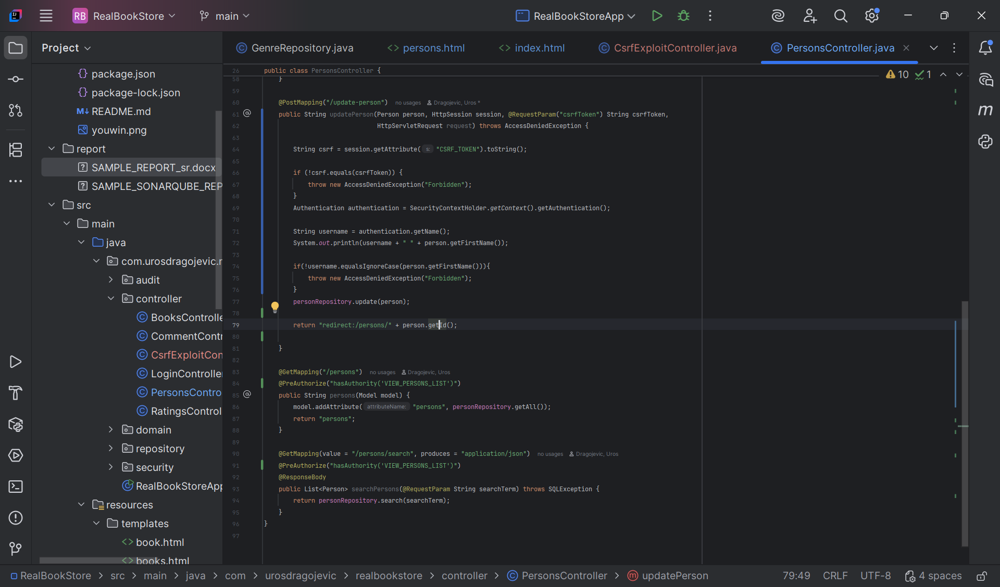 RB RealBookStore main RealBookStoreApp
Project
package.json
package-lock.json
M↓ README.md
youwin.png
report
SAMPLE_REPORT_sr.docx
SAMPLE_SONARQUBE_REP
src
main
java
com.urosdragojevic.r
audit
controller
BooksControlle
CommentContr
CsrfExploitCon
LoginController
PersonsContro
RatingsControl
domain
repository
security
RealBookStoreApp
resources
templates
book.html
books.html
GenreRepository.java persons.html index.html CsrfExploitController.java PersonsController.java
10 1
26 public class PersonsController {
58 }
59
60 @PostMapping("/update-person") no usages Dragojevic, Uros *
61 public String updatePerson(Person person, HttpSession session, @RequestParam("csrfToken") String csrfToken,
62 HttpServletRequest request) throws AccessDeniedException {
63
64 String csrf = session.getAttribute( s: "CSRF_TOKEN").toString();
65
66 if (!csrf.equals(csrfToken)) {
67 throw new AccessDeniedException("Forbidden");
68 }
69 Authentication authentication = SecurityContextHolder.getContext().getAuthentication();
70
71 String username = authentication.getName();
72 System.out.println(username + " " + person.getFirstName());
73
74 if(!username.equalsIgnoreCase(person.getFirstName())){
75 throw new AccessDeniedException("Forbidden");
76 }
77 personRepository.update(person);
78
79 return "redirect:/persons/" + person.getId();
80
81 }
82
83 @GetMapping("/persons") no usages Dragojevic, Uros
84 @PreAuthorize("hasAuthority('VIEW_PERSONS_LIST')")
85 public String persons(Model model) {
86 model.addAttribute( attributeName: "persons", personRepository.getAll());
87 return "persons";
88 }
89
90 @GetMapping(value = "/persons/search", produces = "application/json") no usages Dragojevic, Uros
91 @PreAuthorize("hasAuthority('VIEW_PERSONS_LIST')")
92 @ResponseBody
93 public List<Person> searchPersons(@RequestParam String searchTerm) throws SQLException {
94 return personRepository.search(searchTerm);
95 }
96 }
97
RealBookStore > src > main > java > com > urosdragojevic > realbookstore > controller > PersonsController > updatePerson 79:49 CRLF UTF-8 4 spaces